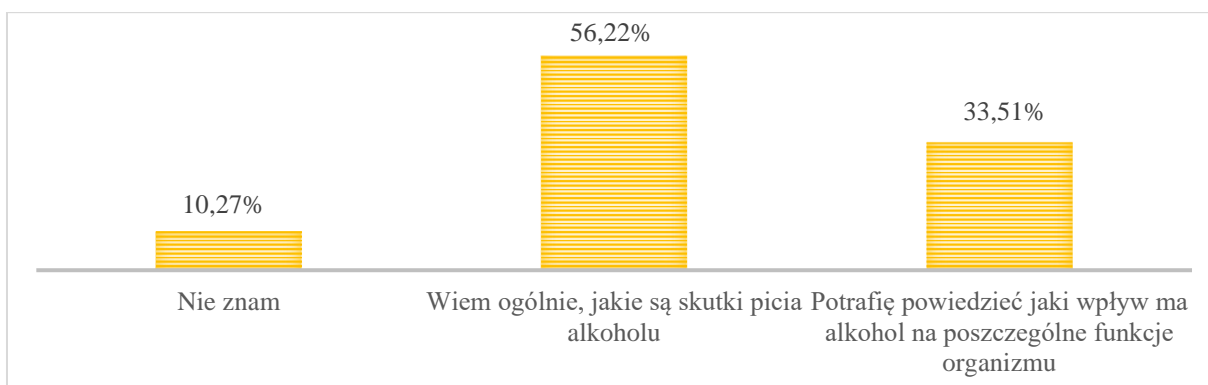 56,22%
33,51%
10,27%
Nie znam
Wiem ogólnie, jakie są skutki picia
alkoholu
Potrafię powiedzieć jaki wpływ ma
alkohol na poszczególne funkcje
organizmu